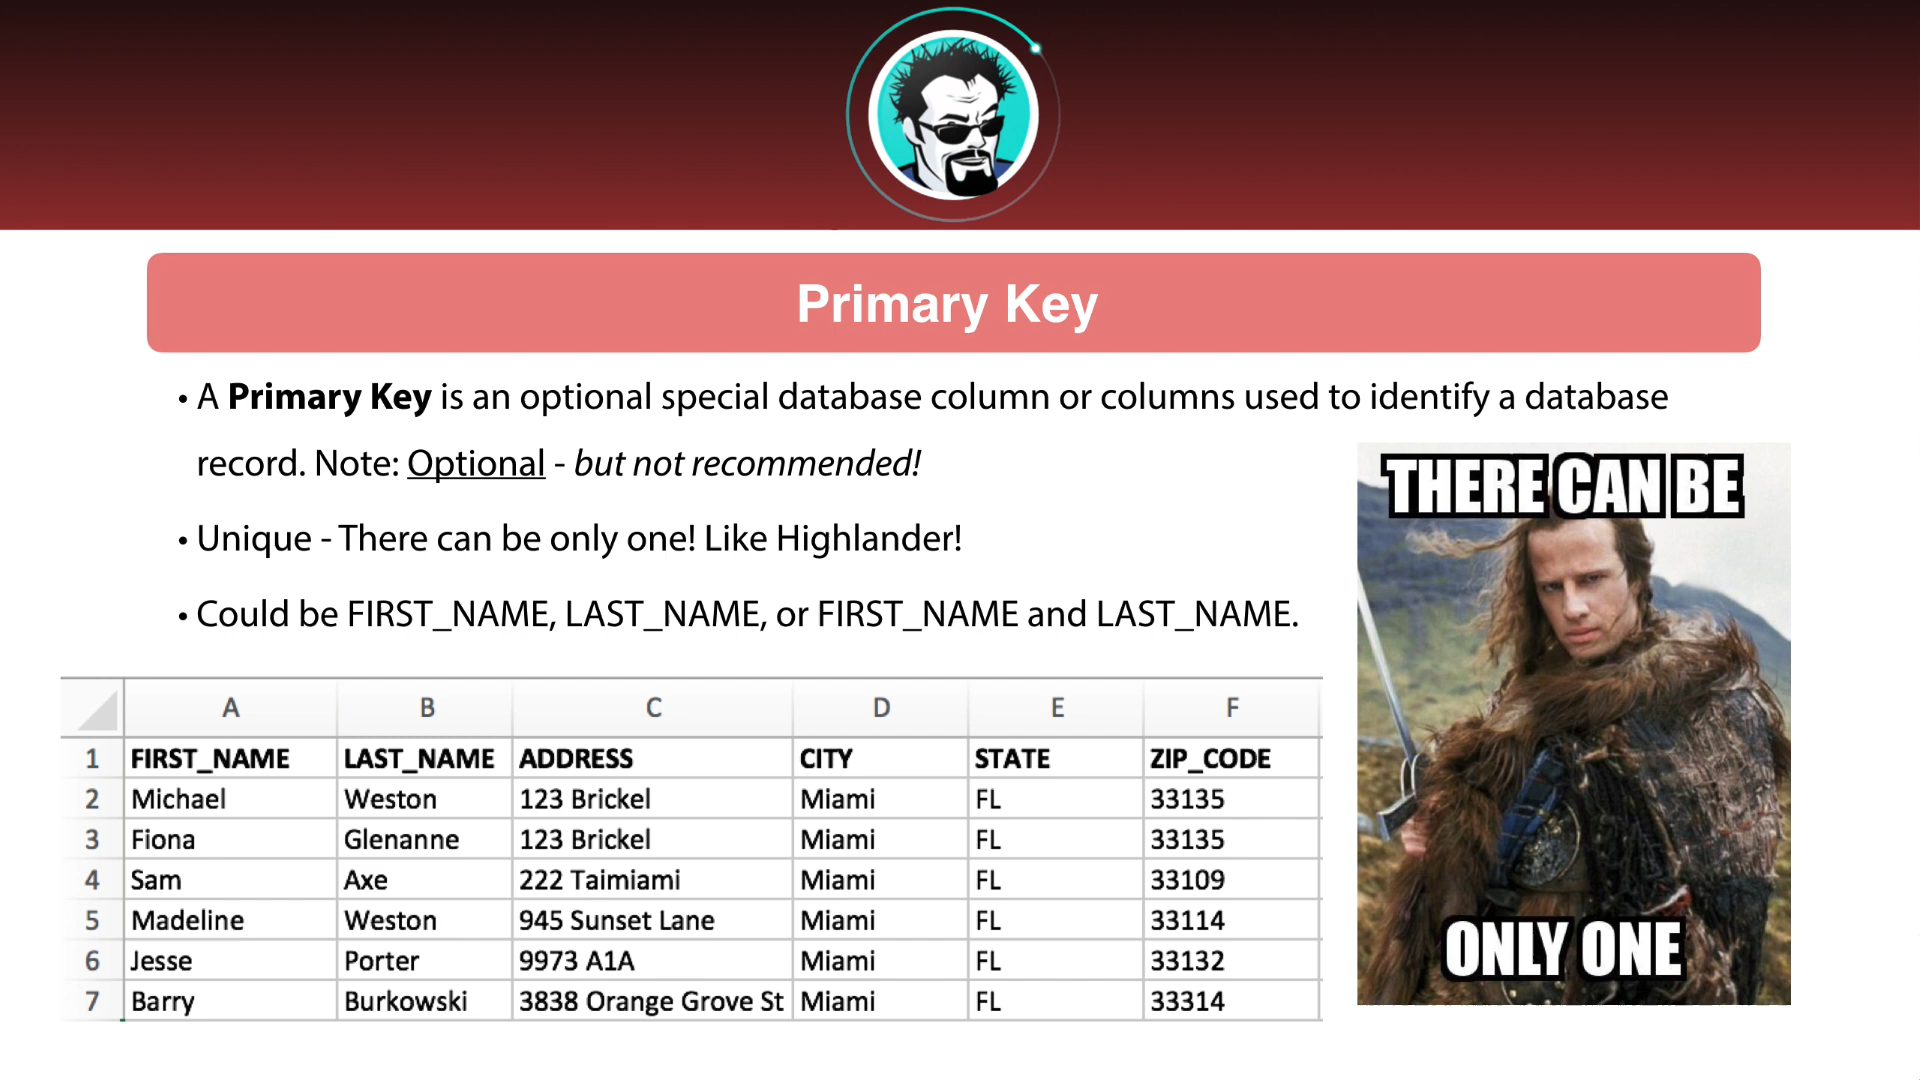 Primary Key
• A Primary Key is an optional special database column or columns used to identify a database
record. Note: Optional - but not recommended!
• Unique - There can be only one! Like Highlander!
• Could be FIRST_NAME, LAST_NAME, or FIRST_NAME and LAST_NAME.
THERE CAN BE
ONLY ONE
A B C D E F
1 FIRST_NAME LAST_NAME ADDRESS CITY STATE ZIP_CODE
2 Michael Weston 123 Brickel Miami FL 33135
3 Fiona Glenanne 123 Brickel Miami FL 33135
4 Sam Axe 222 Taimiami Miami FL 33109
5 Madeline Weston 945 Sunset Lane Miami FL 33114
6 Jesse Porter 9973 A1A Miami FL 33132
7 Barry Burkowski 3838 Orange Grove St Miami FL 33314